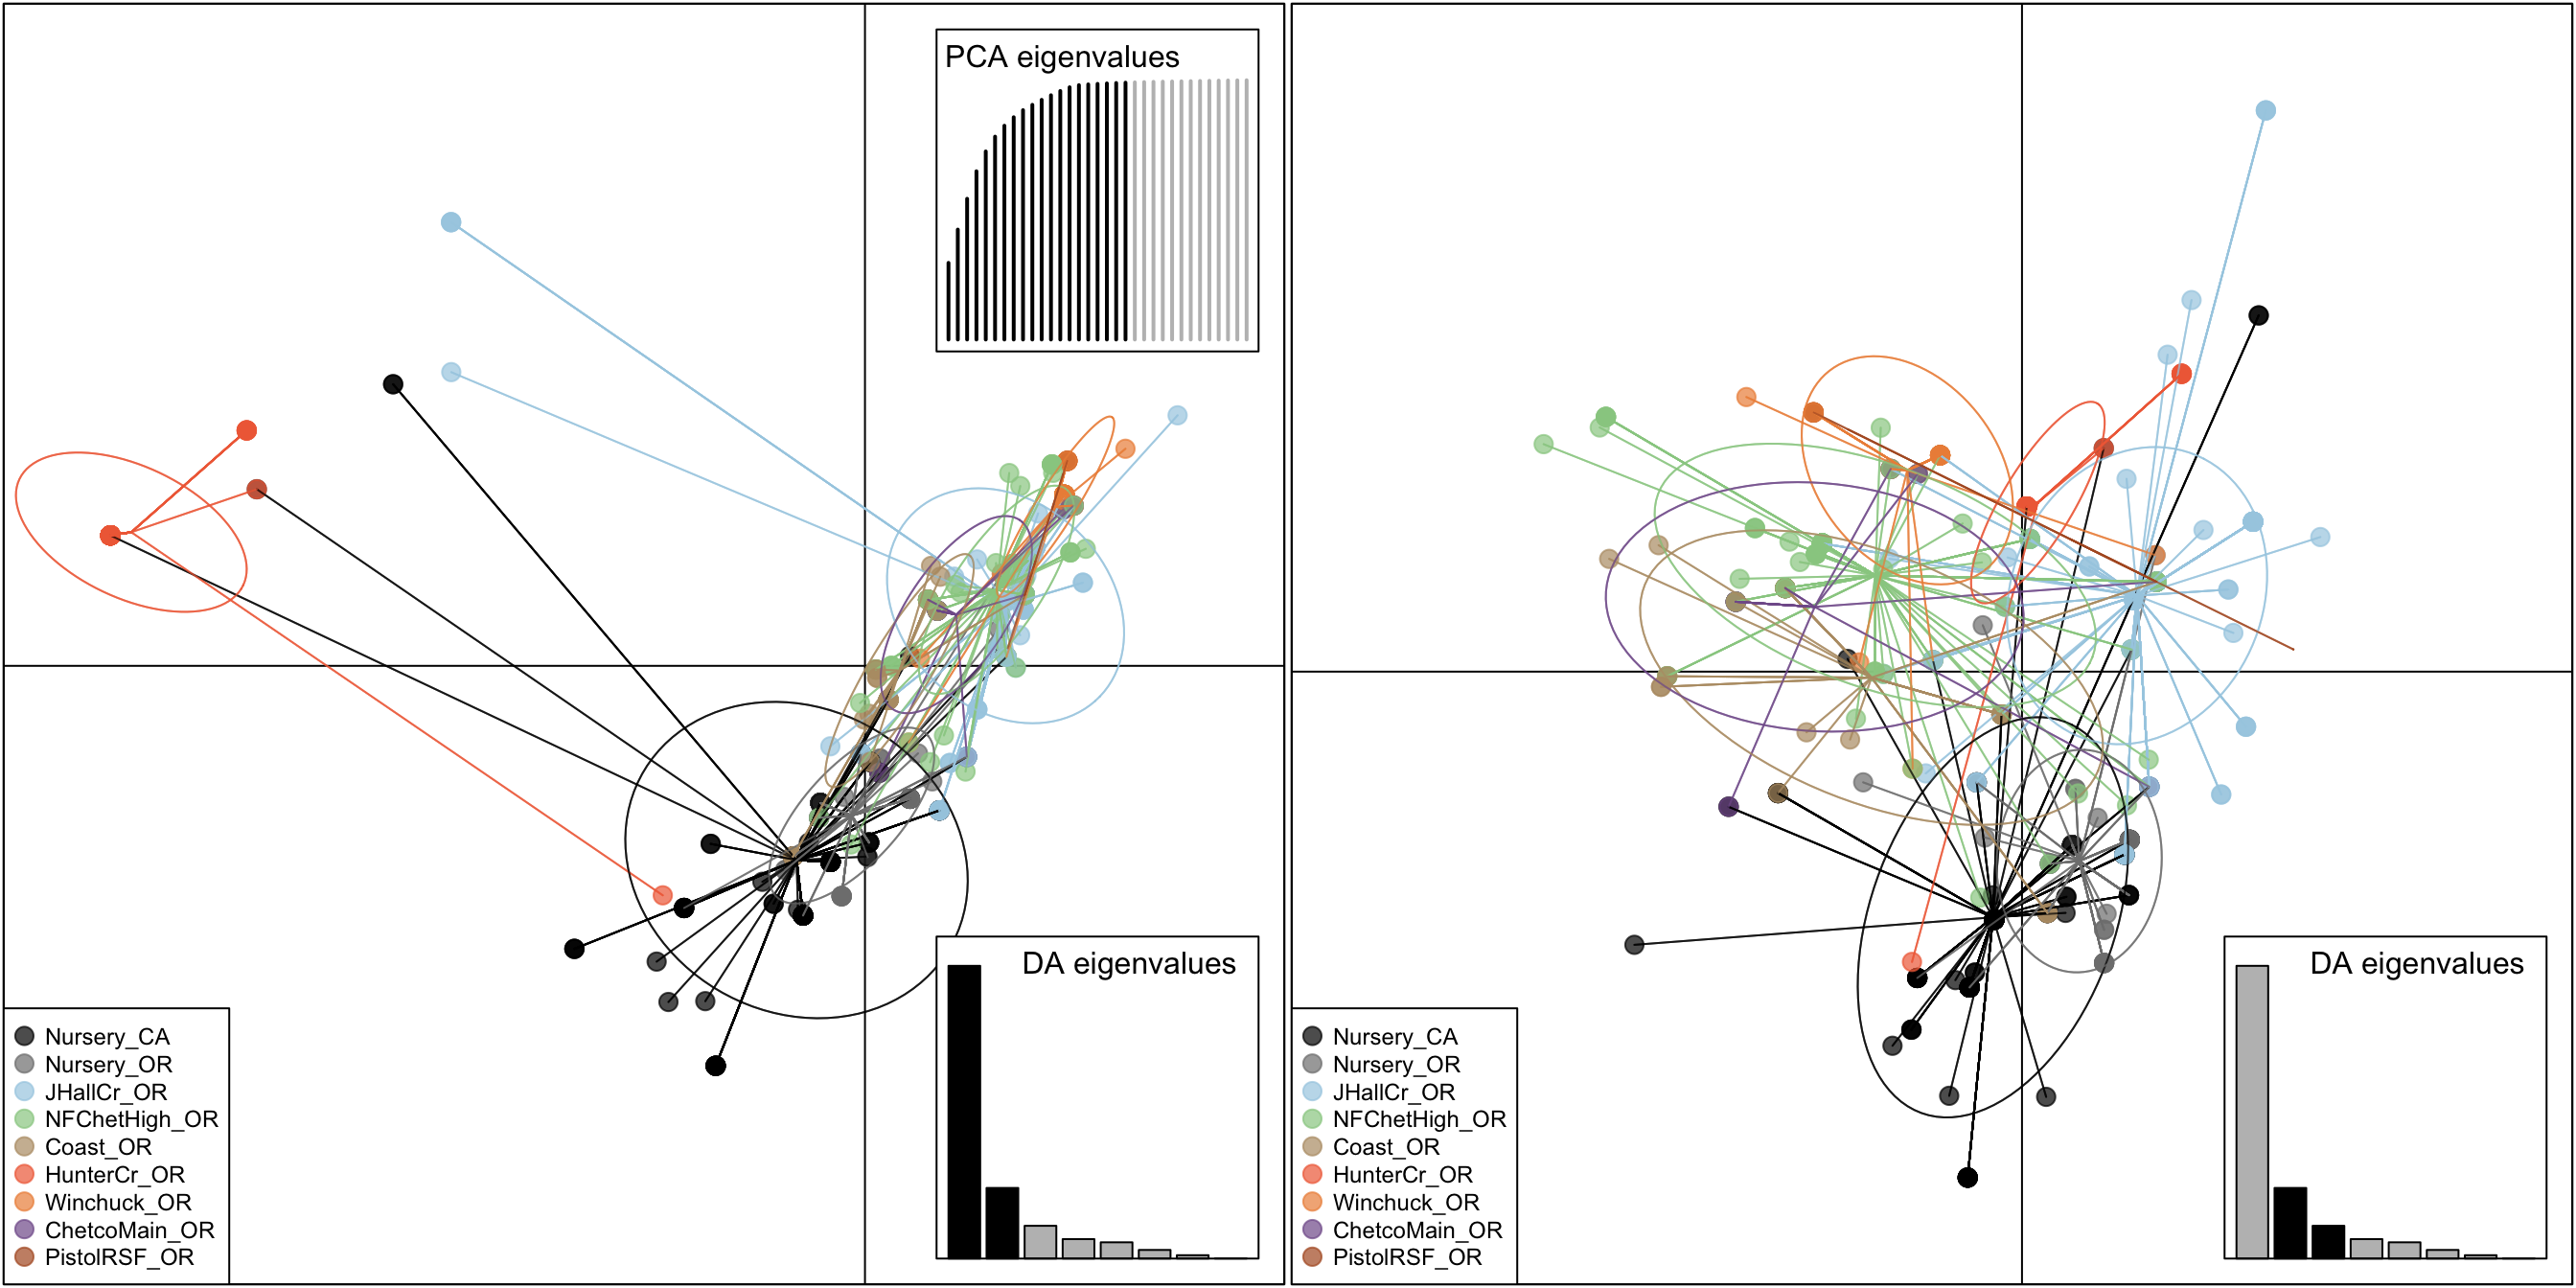 PCA eigenvalues
DA eigenvalues
Nursery_CA
Nursery_OR
JHallCr_OR
NFChetHigh_OR
Coast_OR
HunterCr_OR
Winchuck_OR
ChetcoMain_OR
PistolRSF_OR
DA eigenvalues
Nursery_CA
Nursery_OR
JHallCr_OR
NFChetHigh_OR
Coast_OR
HunterCr_OR
Winchuck_OR
ChetcoMain_OR
PistolRSF_OR